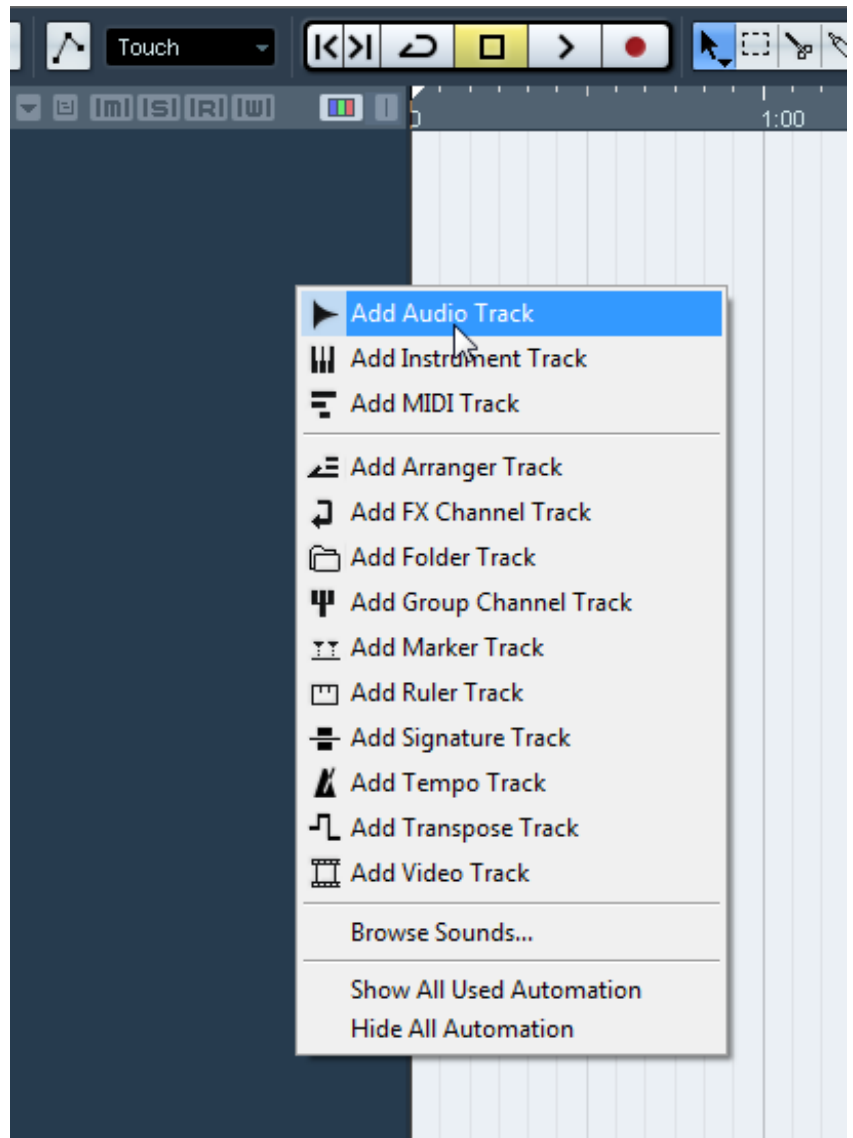 Touch
m S R W
0 1:00
Add Audio Track
Add Instrument Track
Add MIDI Track
Add Arranger Track
Add FX Channel Track
Add Folder Track
Add Group Channel Track
Add Marker Track
Add Ruler Track
Add Signature Track
Add Tempo Track
Add Transpose Track
Add Video Track
Browse Sounds...
Show All Used Automation
Hide All Automation